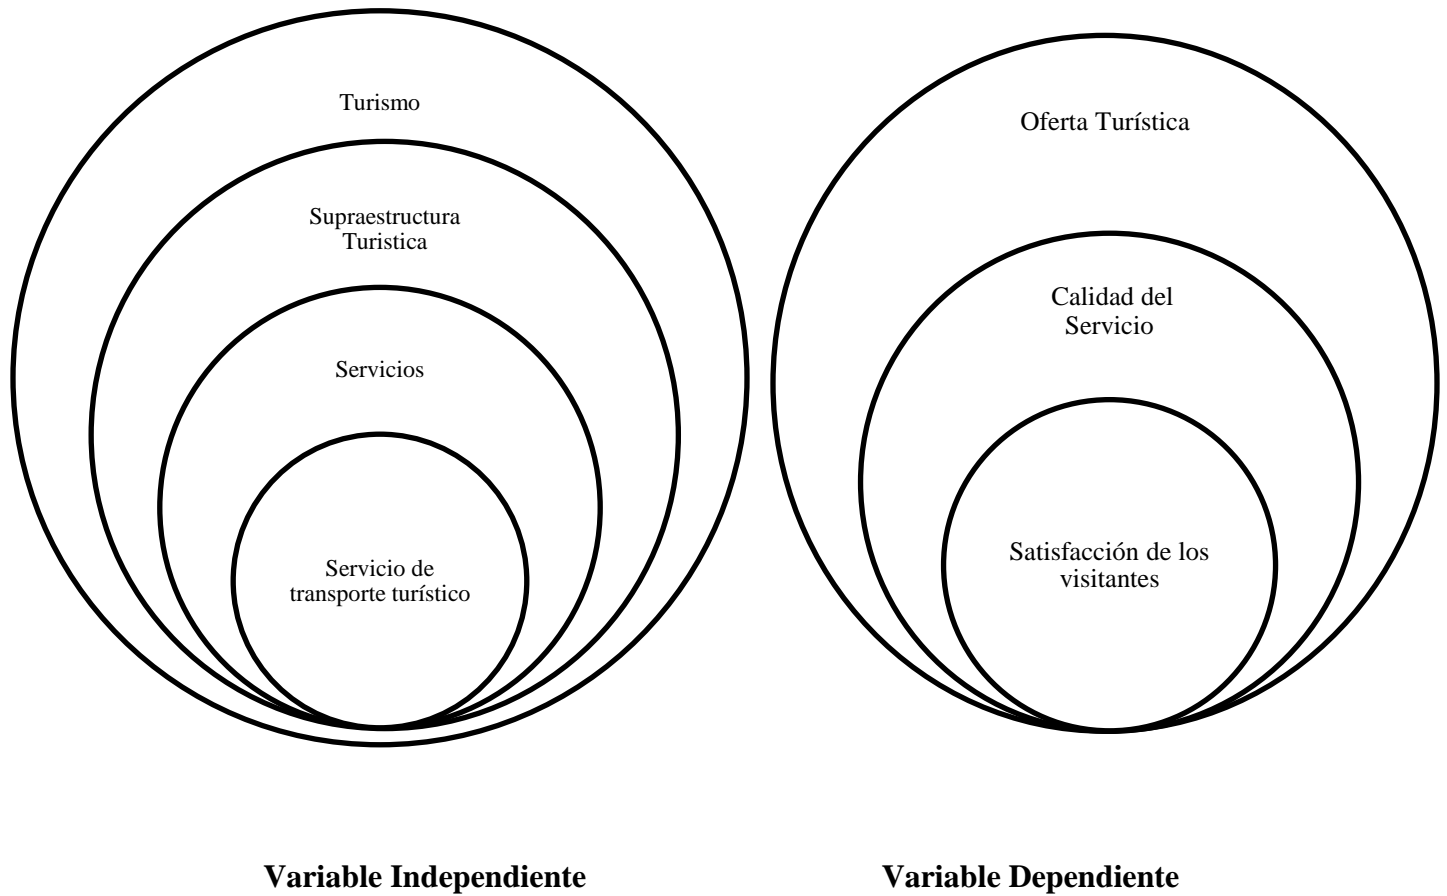 Turismo
Supraestructura
Turistica
Servicios
Servicio de
transporte turístico
Oferta Turística
Calidad del
Servicio
Satisfacción de los
visitantes
Variable Independiente
Variable Dependiente